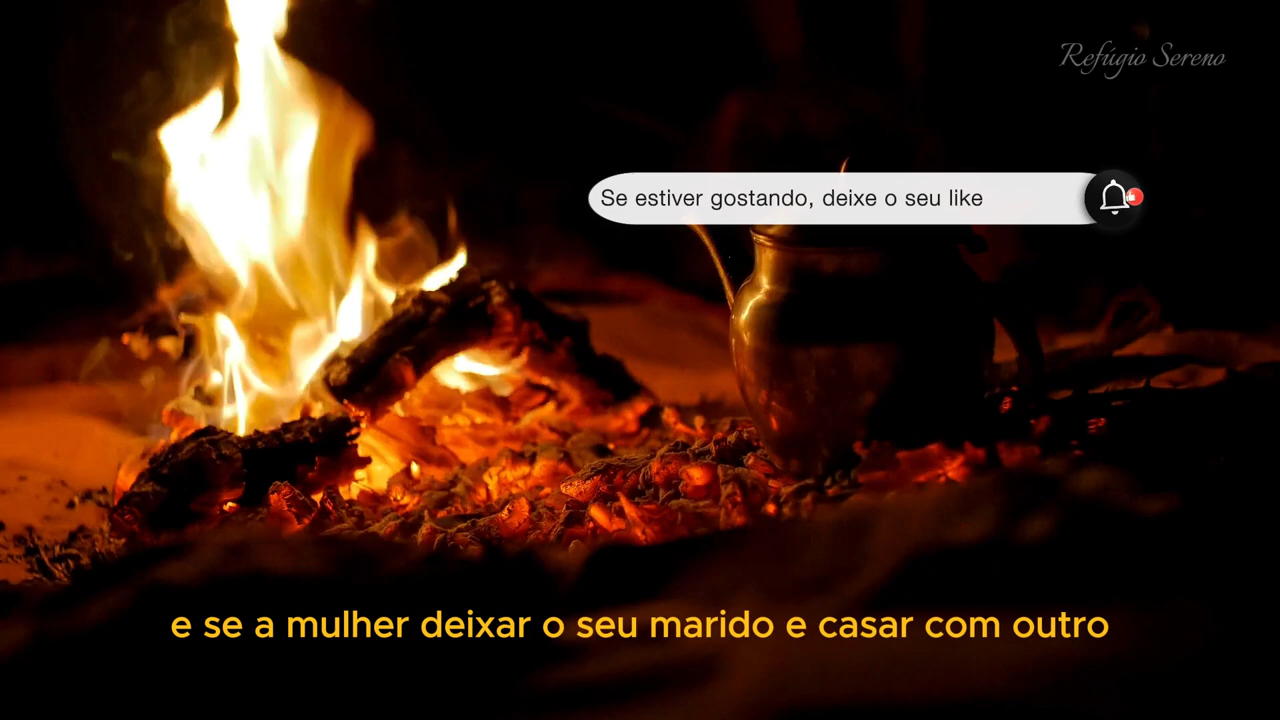 Refúgio Sereno
Se estiver gostando, deixe o seu like
e se a mulher deixar o seu marido e casar com outro